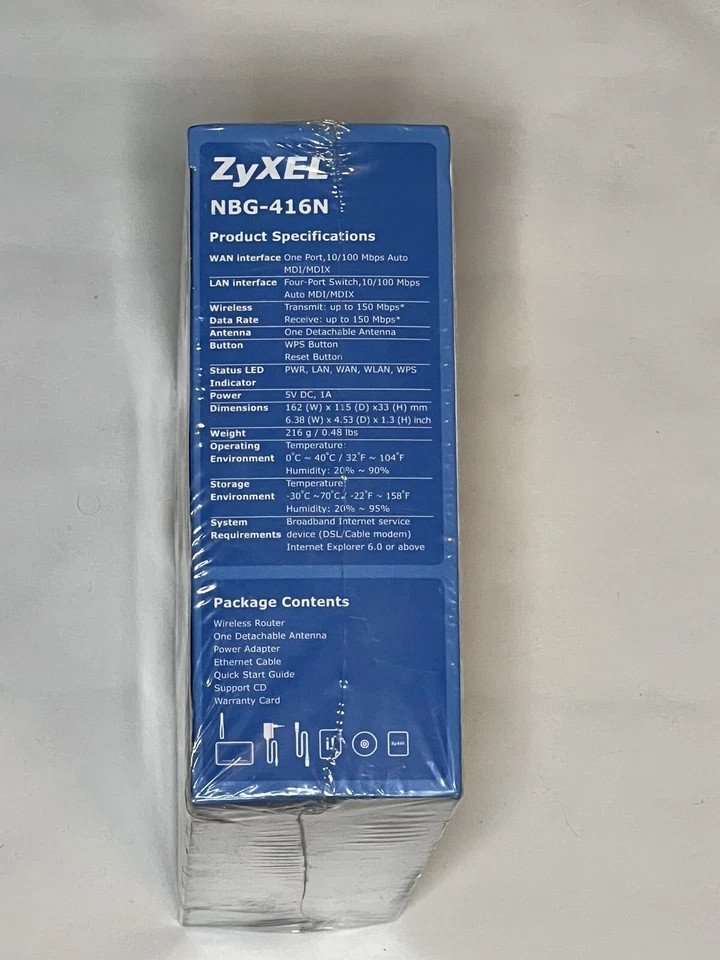 ZyXEL
NBG-416N
Product Specifications
WAN interface One Port,10/100 Mbps Auto
MDI/MDIX
LAN interface Four-Port Switch,10/100 Mbps
Auto MDI/MDIX
Wireless Transmit: up to 150 Mbps*
Data Rate Receive: up to 150 Mbps*
Antenna One Detachable Antenna
Button WPS Button
Reset Button
Status LED PWR, LAN, WAN, WLAN, WPS
Indicator
Power 5V DC, 1A
Dimensions 162 (W) x 115 (D) x33 (H) mm
6.38 (W) x 4.53 (D) x 1.3 (H) inch
Weight 216 g / 0.48 lbs
Operating Temperature:
Environment 0°C ~ 40°C / 32°F ~ 104°F
Humidity: 20% ~ 90%
Storage Temperature:
Environment -30°C ~70°C / -22°F ~ 158°F
Humidity: 20% ~ 95%
System Broadband Internet service
Requirements device (DSL/Cable modem)
Internet Explorer 6.0 or above
Package Contents
Wireless Router
One Detachable Antenna
Power Adapter
Ethernet Cable
Quick Start Guide
Support CD
Warranty Card
ZyXEL